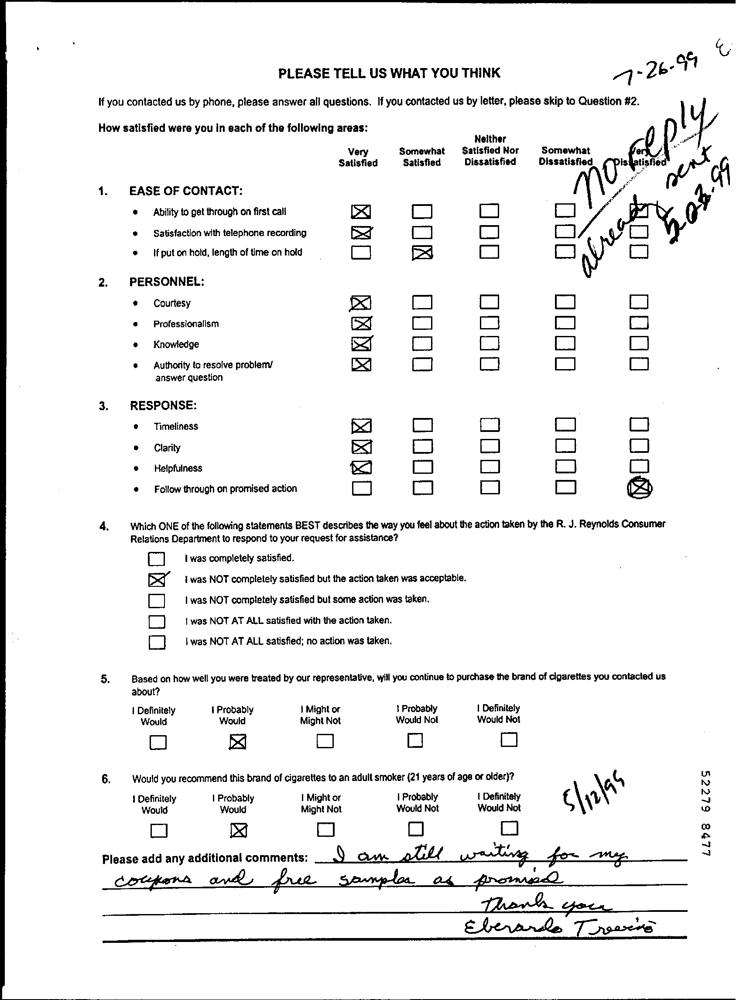 7-26-99
PLEASE TELL US WHAT YOU THINK
If you contacted us by phone, please answer all questions. If you contacted us by letter, please skip to Question #2.
no reply
already sent
How satisfied were you in each of the following areas:
Very Satisfied Somewhat Satisfied Neither Satisfied Nor Dissatisfied Somewhat Dissatisfied Very Dissatisfied
1. EASE OF CONTACT:
• Ability to get through on first call
• Satisfaction with telephone recording
• If put on hold, length of time on hold
2. PERSONNEL:
• Courtesy
• Professionalism
• Knowledge
• Authority to resolve problem/
answer question
3. RESPONSE:
• Timeliness
• Clarity
• Helpfulness
• Follow through on promised action
4. Which ONE of the following statements BEST describes the way you feel about the action taken by the R. J. Reynolds Consumer
Relations Department to respond to your request for assistance?
I was completely satisfied.
I was NOT completely satisfied but the action taken was acceptable.
I was NOT completely satisfied but some action was taken.
I was NOT AT ALL satisfied with the action taken.
I was NOT AT ALL satisfied; no action was taken.
5. Based on how well you were treated by our representative, will you continue to purchase the brand of cigarettes you contacted us
about?
I Definitely Would I Probably Would I Might or Might Not I Probably Would Not I Definitely Would Not
6. Would you recommend this brand of cigarettes to an adult smoker (21 years of age or older)?
I Definitely Would I Probably Would I Might or Might Not I Probably Would Not I Definitely Would Not
5/12/99
52279 8477
Please add any additional comments: I am still waiting for my
coupons and free samples as promised
Thank you
Eberardo Treviño